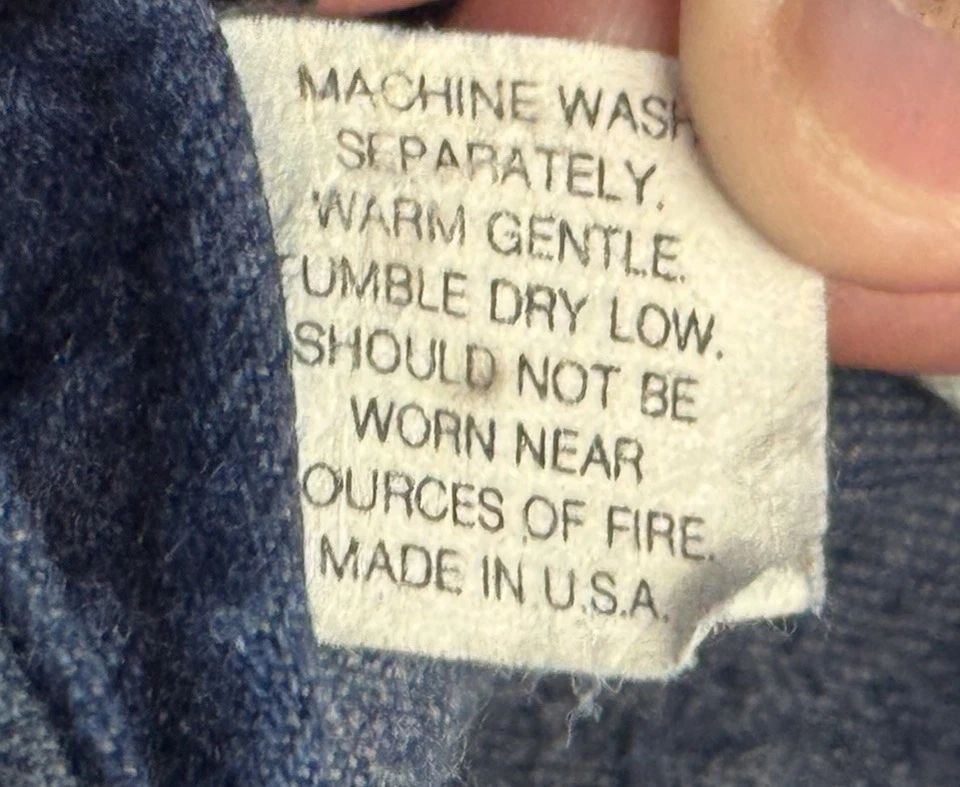 MACHINE WASH
SEPARATELY.
WARM GENTLE.
TUMBLE DRY LOW.
SHOULD NOT BE
WORN NEAR
OURCES OF FIRE.
MADE IN U.S.A.